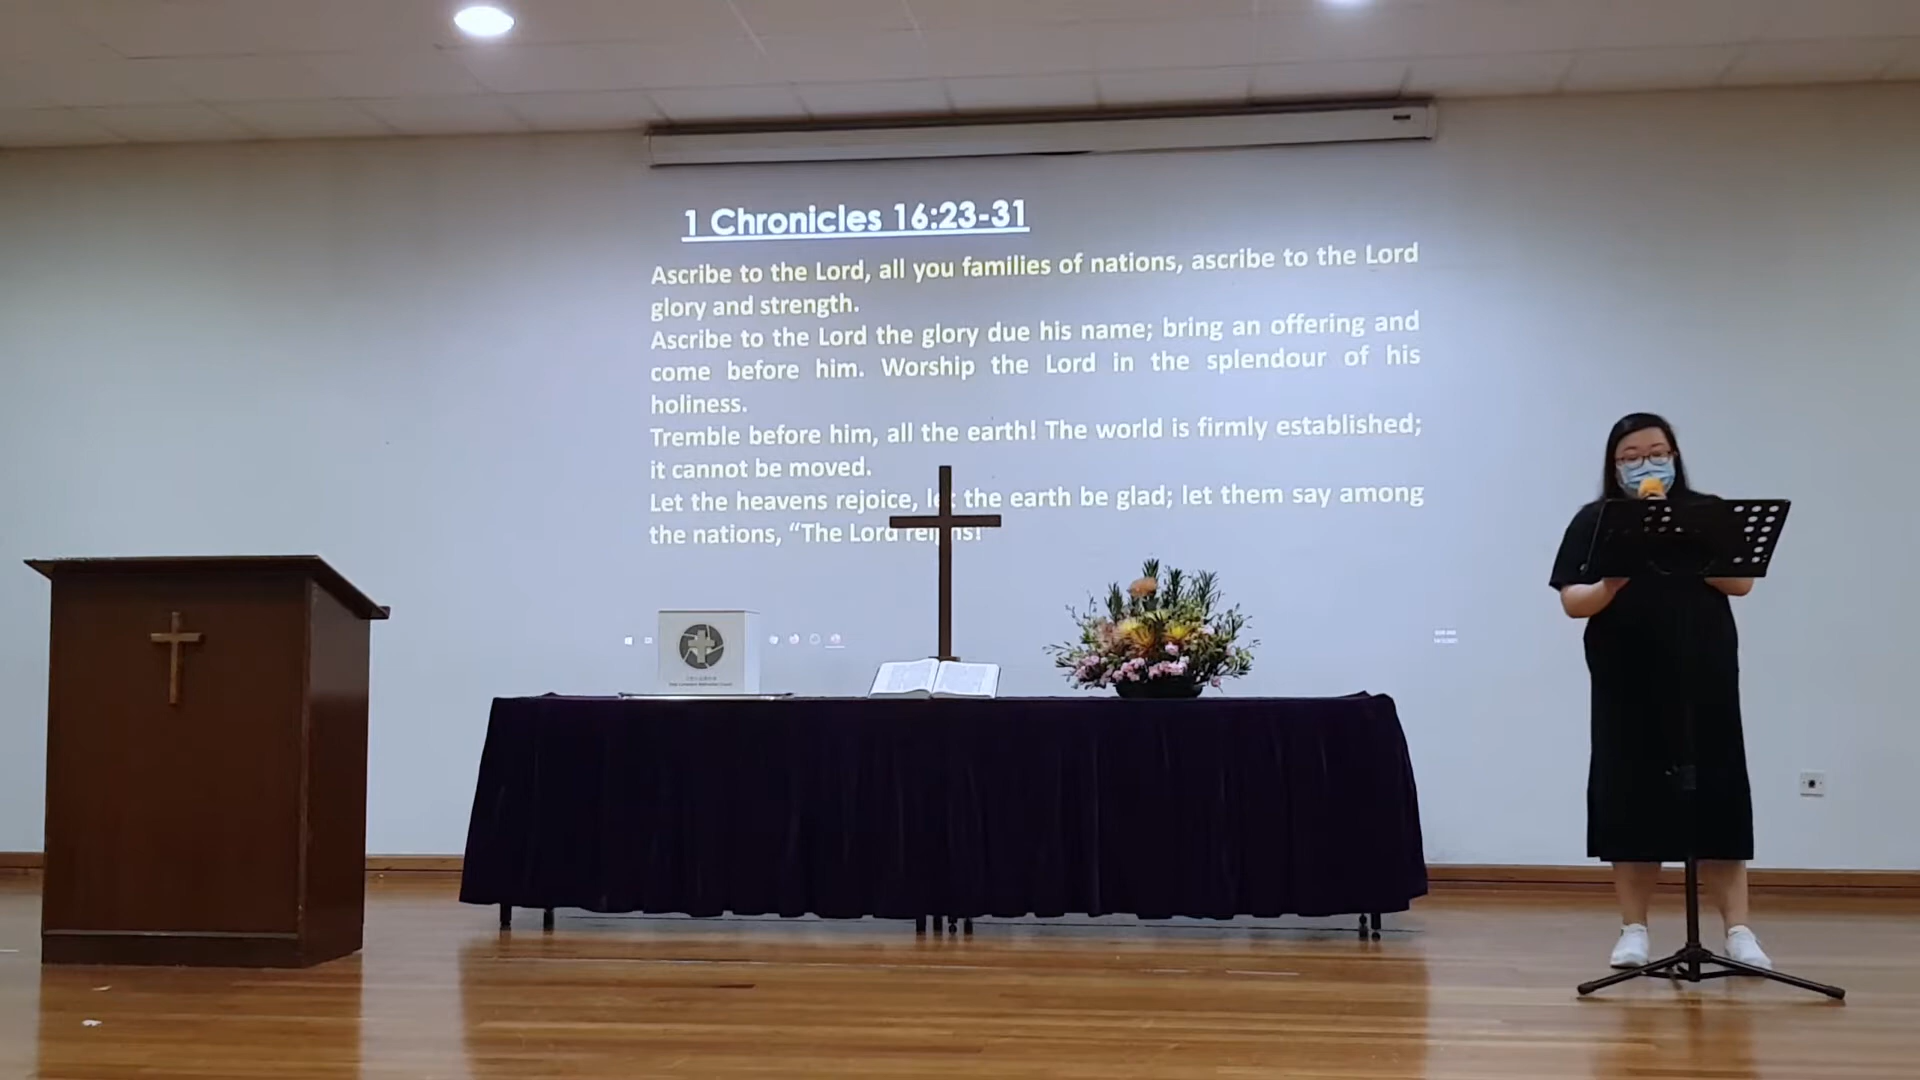 1 Chronicles 16:23-31
Ascribe to the Lord, all you families of nations, ascribe to the Lord
glory and strength.
Ascribe to the Lord the glory due his name; bring an offering and
come before him. Worship the Lord in the splendour of his
holiness.
Tremble before him, all the earth! The world is firmly established;
it cannot be moved.
Let the heavens rejoice, let the earth be glad; let them say among
the nations, “The Lord reigns!